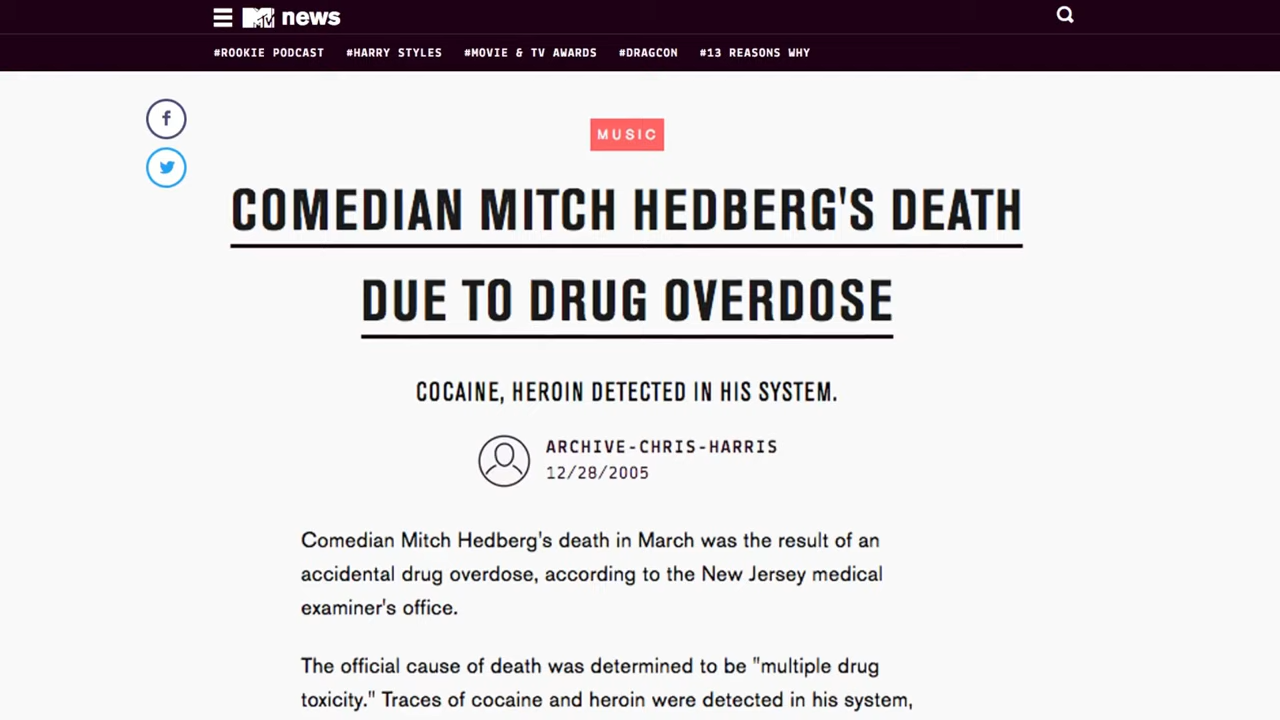 MTV news
#ROOKIE PODCAST #HARRY STYLES #MOVIE & TV AWARDS #DRAGCON #13 REASONS WHY
f
MUSIC
COMEDIAN MITCH HEDBERG'S DEATH
DUE TO DRUG OVERDOSE
COCAINE, HEROIN DETECTED IN HIS SYSTEM.
ARCHIVE-CHRIS-HARRIS
12/28/2005
Comedian Mitch Hedberg's death in March was the result of an
accidental drug overdose, according to the New Jersey medical
examiner's office.
The official cause of death was determined to be "multiple drug
toxicity." Traces of cocaine and heroin were detected in his system,